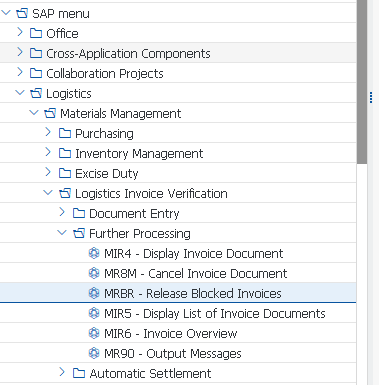 SAP menu
Office
Cross-Application Components
Collaboration Projects
Logistics
Materials Management
Purchasing
Inventory Management
Excise Duty
Logistics Invoice Verification
Document Entry
Further Processing
MIR4 - Display Invoice Document
MR8M - Cancel Invoice Document
MRBR - Release Blocked Invoices
MIR5 - Display List of Invoice Documents
MIR6 - Invoice Overview
MR90 - Output Messages
Automatic Settlement